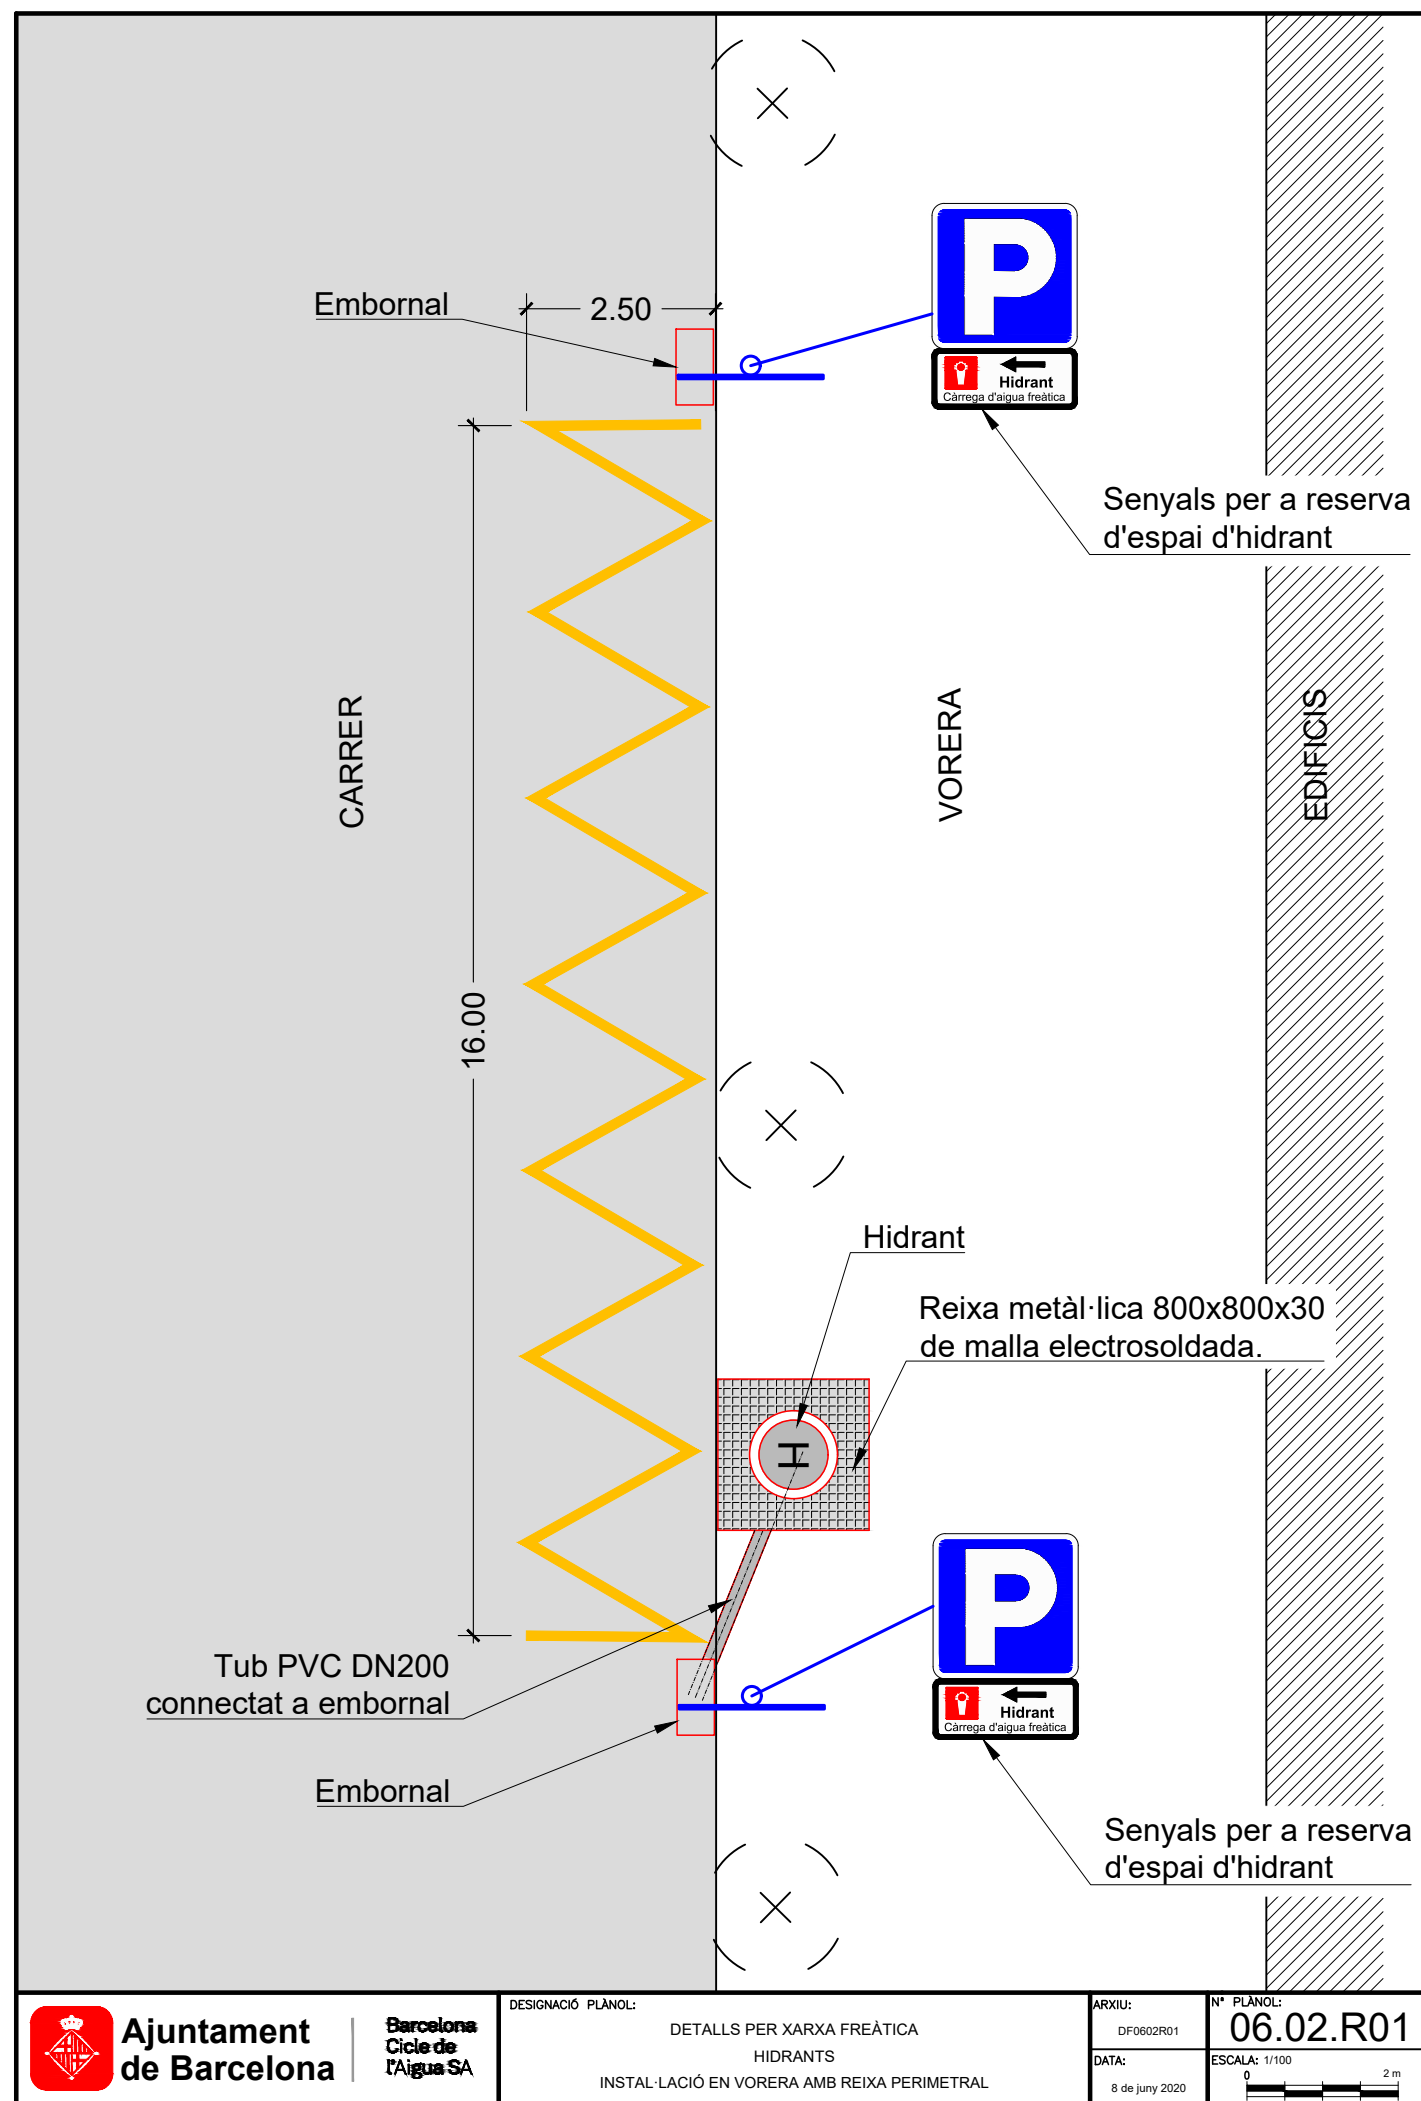 Embornal
2.50
P
Hidrant
Càrrega d'aigua freàtica
Senyals per a reserva
d'espai d'hidrant
CARRER
VORERA
EDIFICIS
16.00
Hidrant
Reixa metàl·lica 800x800x30
de malla electrosoldada.
H
P
Hidrant
Càrrega d'aigua freàtica
Tub PVC DN200
connectat a embornal
Embornal
Senyals per a reserva
d'espai d'hidrant
Ajuntament
de Barcelona
Barcelona
Cicle de
l'Aigua SA
DESIGNACIÓ PLÀNOL:
DETALLS PER XARXA FREÀTICA
HIDRANTS
INSTAL·LACIÓ EN VORERA AMB REIXA PERIMETRAL
ARXIU:
DF0602R01
DATA:
8 de juny 2020
Nº PLÀNOL:
06.02.R01
ESCALA: 1/100
0 2 m